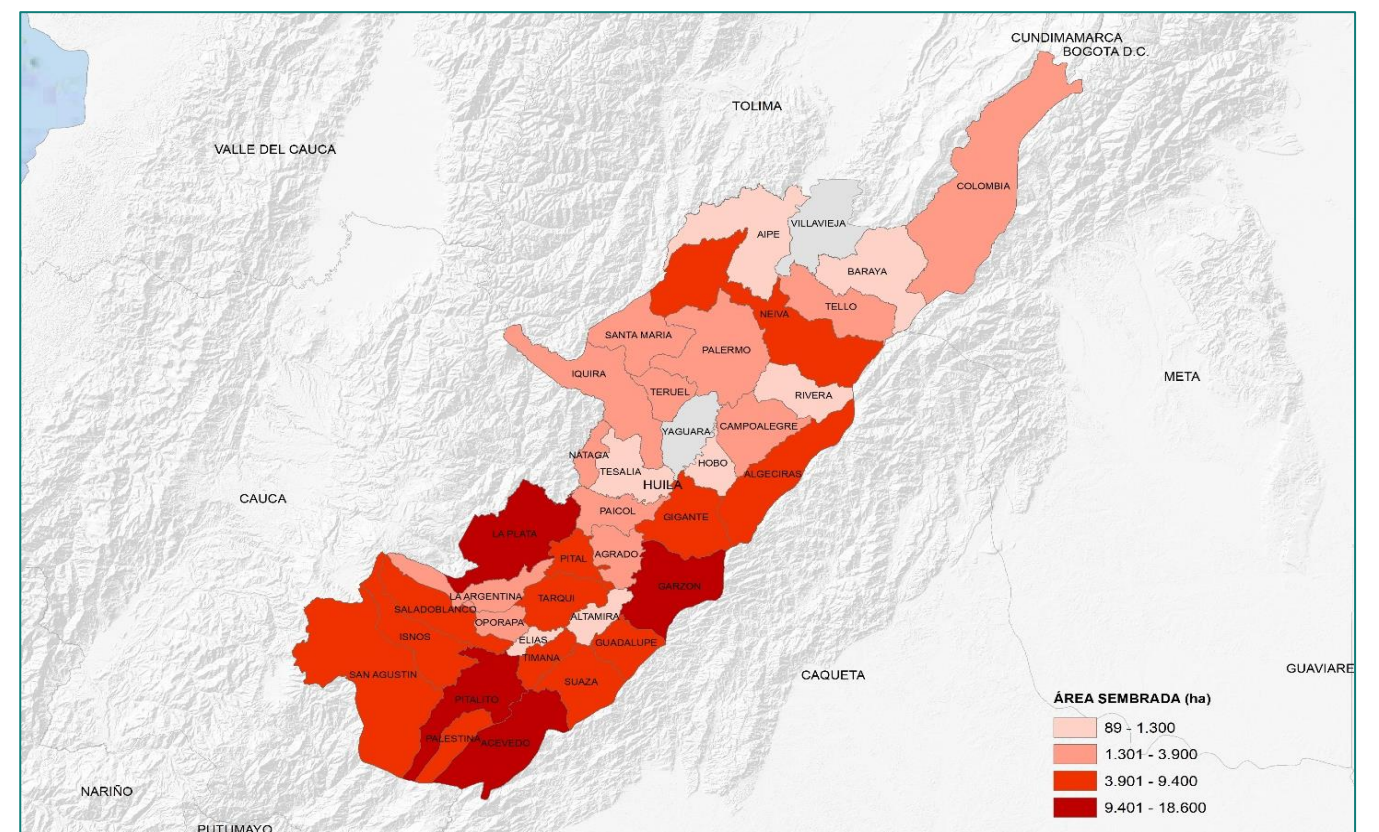 CUNDIMAMARCA
BOGOTA D.C.
TOLIMA
VALLE DEL CAUCA
COLOMBIA
VILLAVIEJA
AIPE
BARAYA
TELLO
NEIVA
SANTA MARIA
PALERMO
IQUIRA
META
TERUEL
RIVERA
YAGUARA
CAMPOALEGRE
NATAGA
HOBO
TESALIA
ALGECIRAS
HUILA
CAUCA
PAICOL
GIGANTE
LA PLATA
PITAL
AGRADO
GARZON
LA ARGENTINA
TARQUI
SALADOBLANCO
ALTAMIRA
OPORAPA
ISNOS
ELIAS
GUADALUPE
TIMANA
GUAVIARE
SAN AGUSTIN
SUAZA
CAQUETA
PITALITO
ÁREA SEMBRADA (ha)
89 - 1.300
PALESTINA
ACEVEDO
1.301 - 3.900
3.901 - 9.400
NARIÑO
9.401 - 18.600
PUTUMAYO